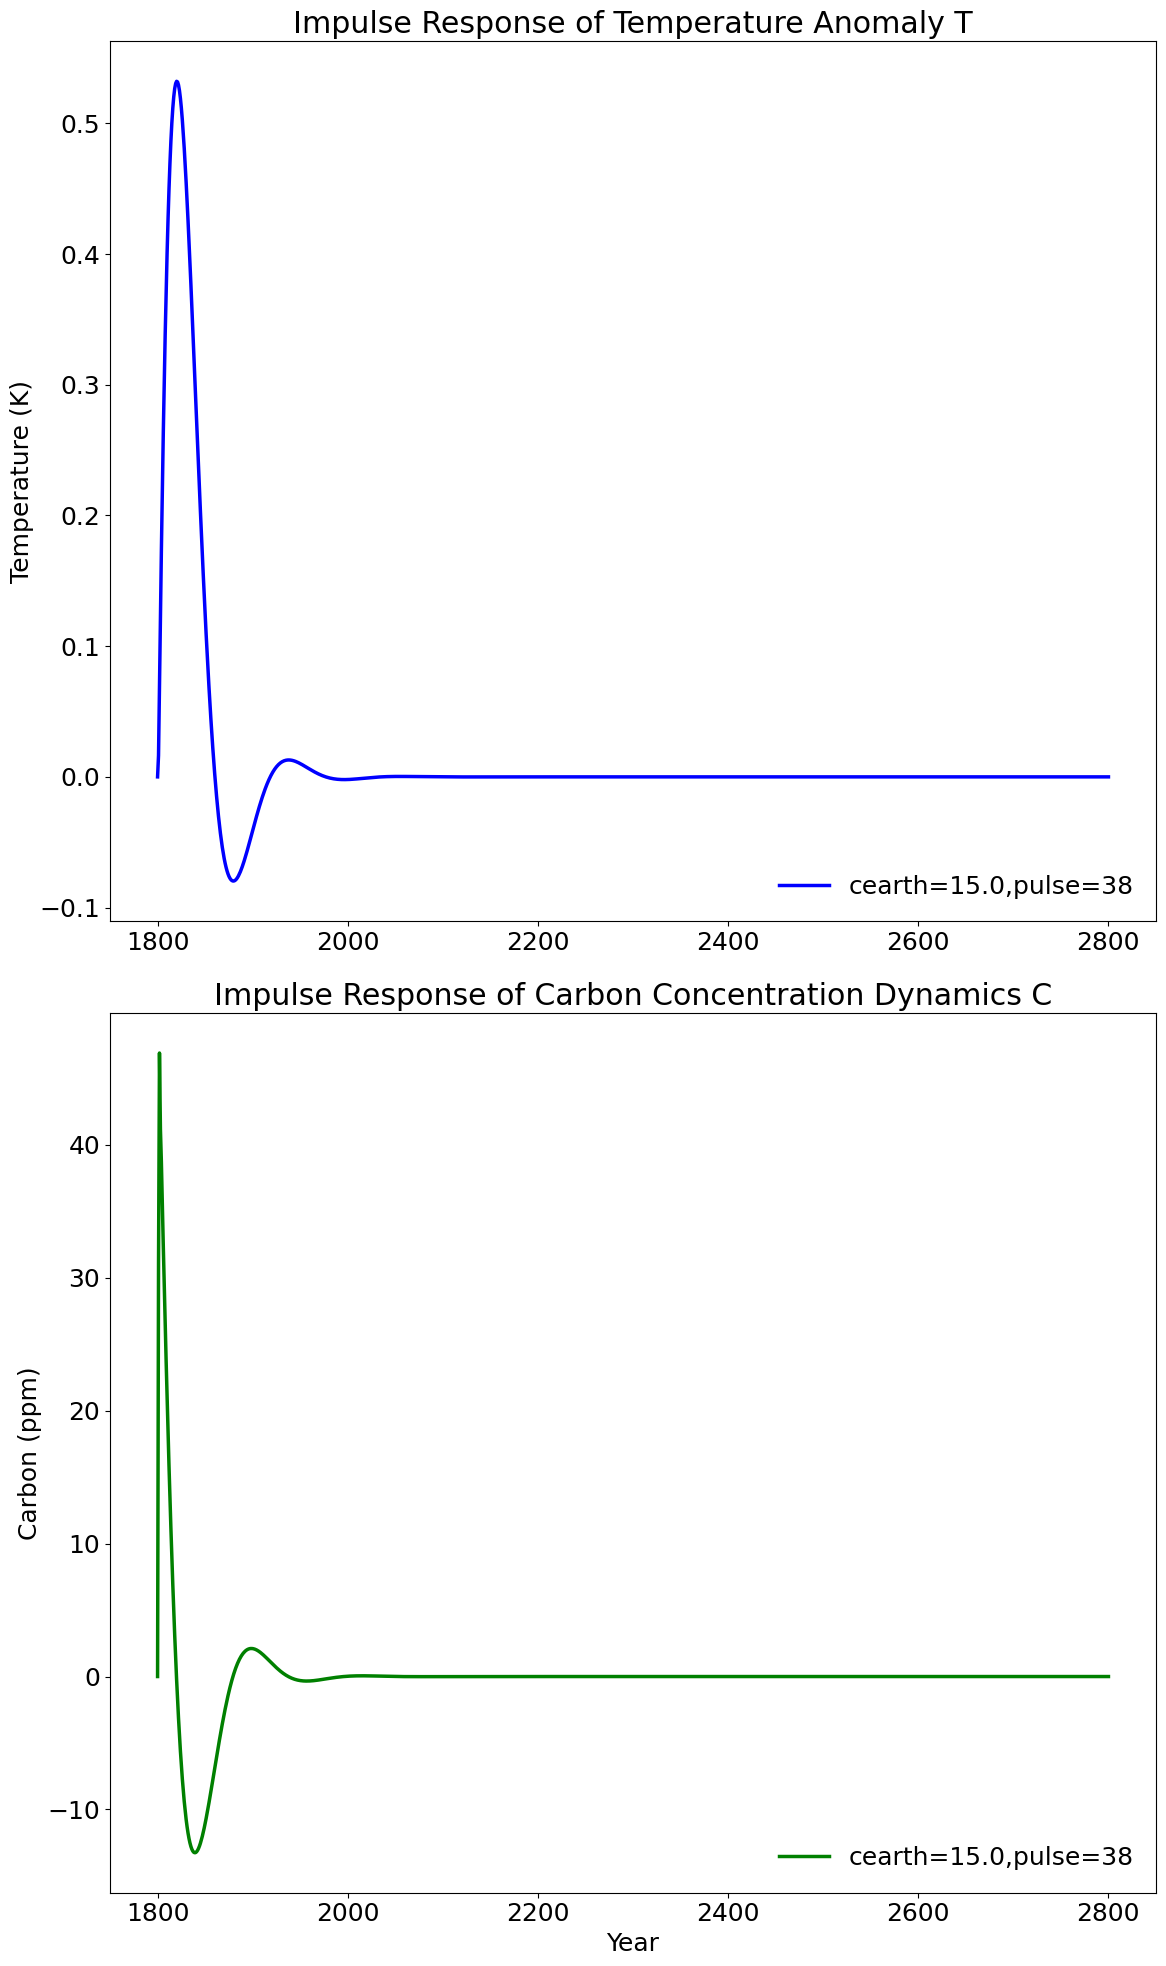 Impulse Response of Temperature Anomaly T
Temperature (K)
0.5
0.4
0.3
0.2
0.1
0.0
−0.1
cearth=15.0,pulse=38
1800 2000 2200 2400 2600 2800
Impulse Response of Carbon Concentration Dynamics C
Carbon (ppm)
40
30
20
10
0
−10
cearth=15.0,pulse=38
1800 2000 2200 2400 2600 2800
Year